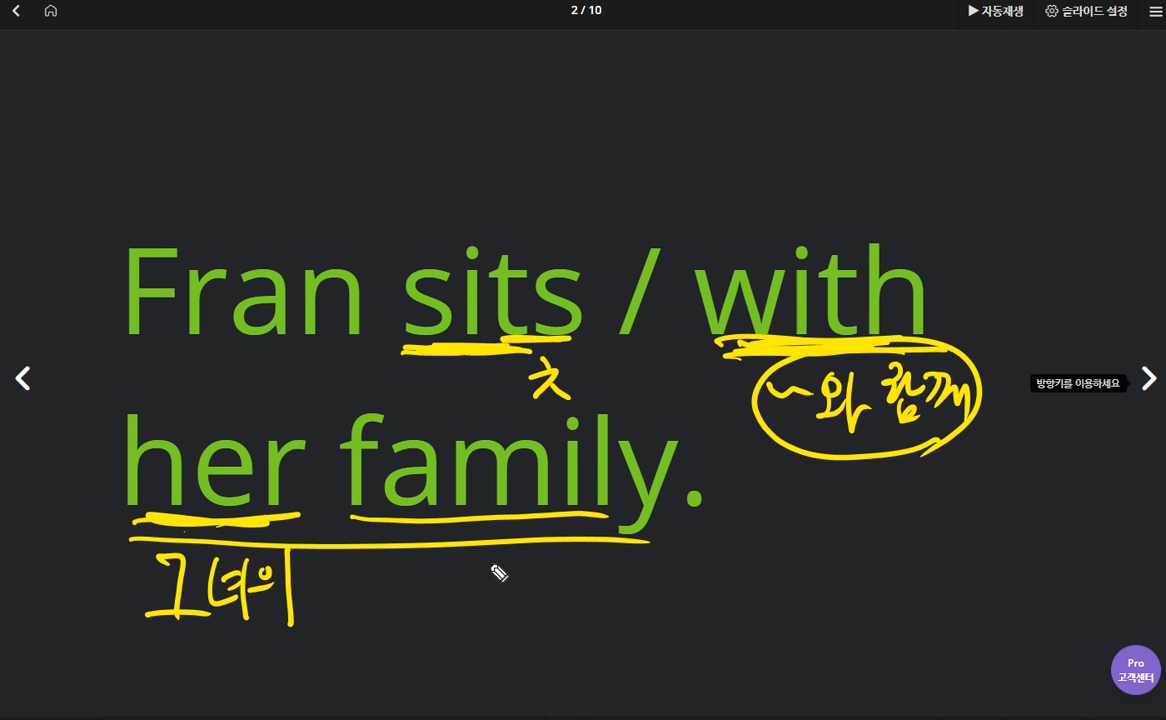 2 / 10
▶ 자동재생
슬라이드 설정
Fran sits / with
ㅊ
~와 함께
방향키를 이용하세요
her family.
그녀의
Pro
고객센터